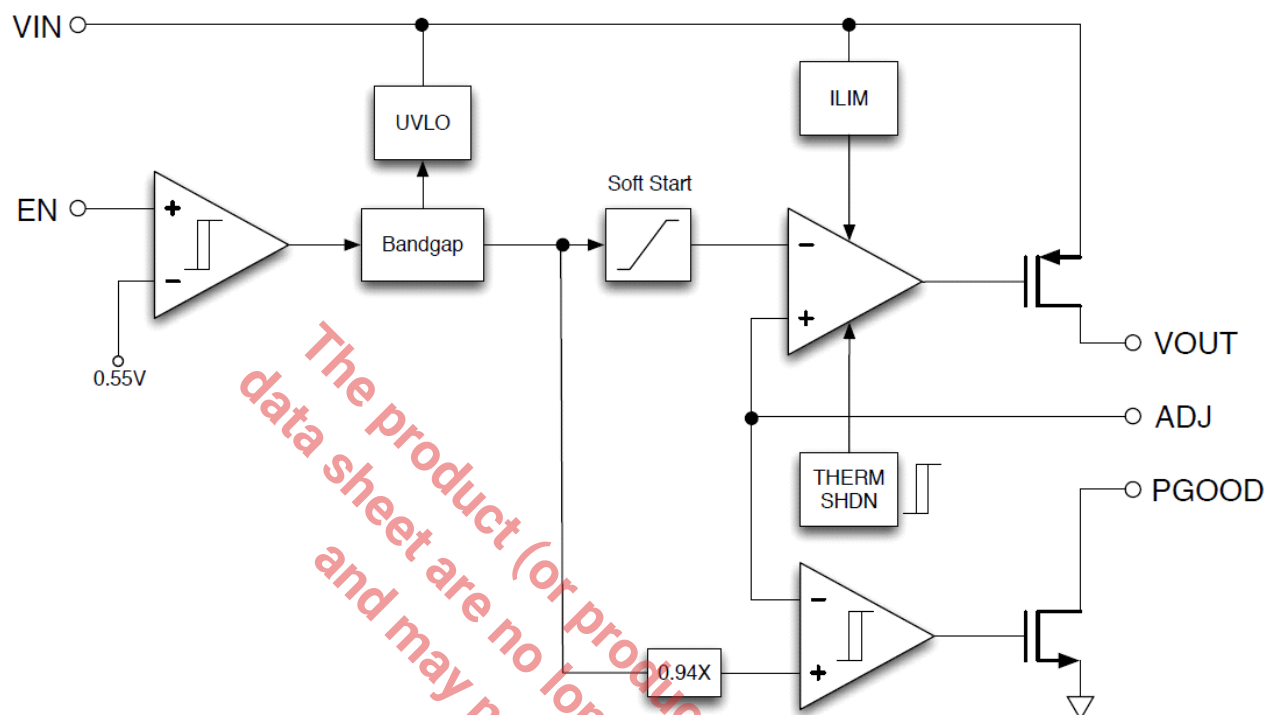 VIN
UVLO
ILIM
EN
+
−
0.55V
Bandgap
Soft Start
−
+
VOUT
ADJ
THERM
SHDN
PGOOD
−
+
0.94X
The product (or produc
data sheet are no lon
and may n